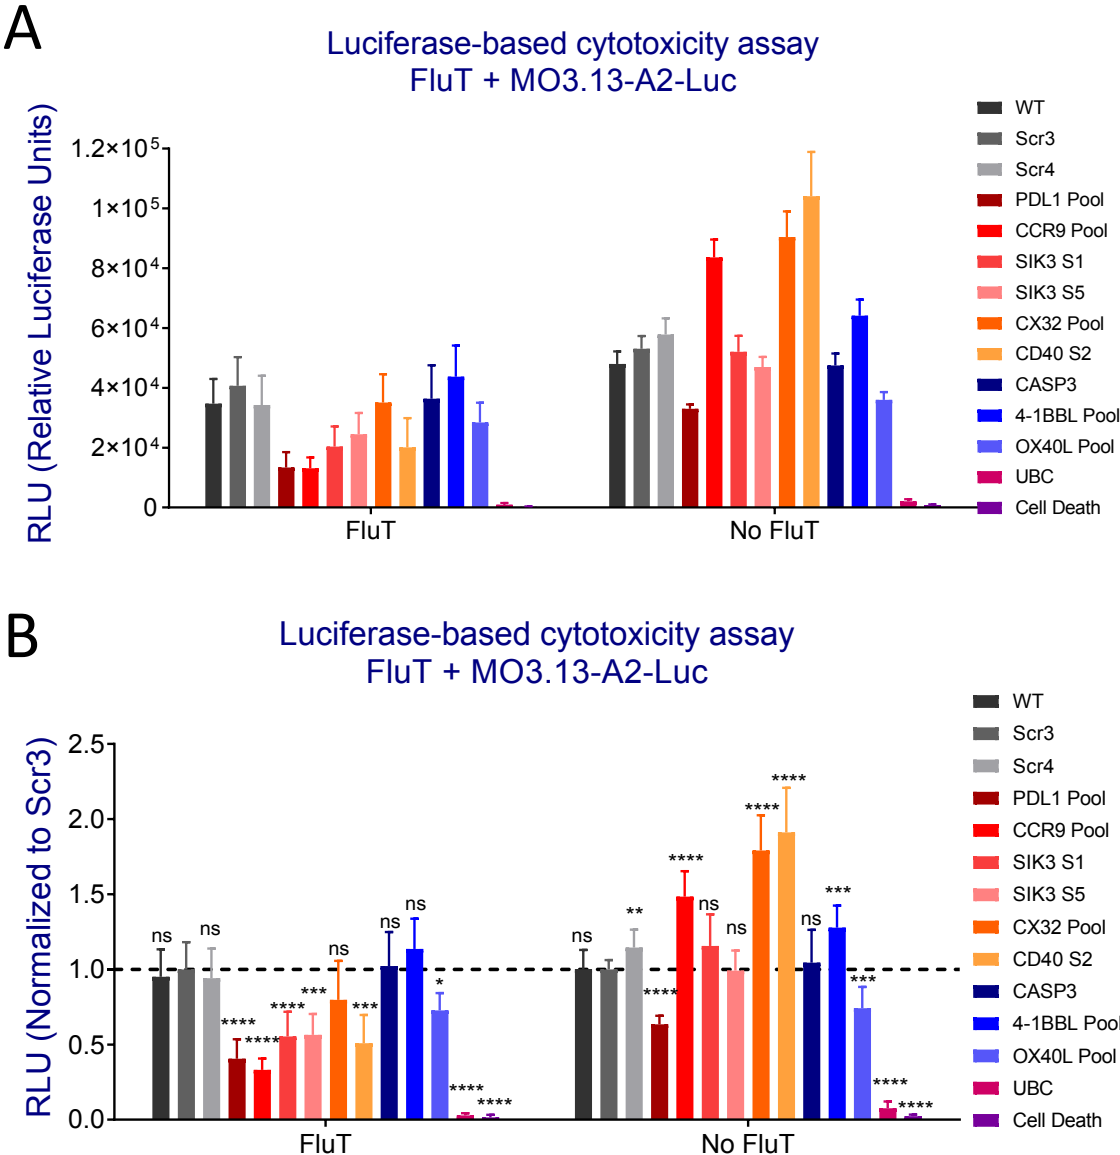 A
Luciferase-based cytotoxicity assay
FluT + MO3.13-A2-Luc
RLU (Relative Luciferase Units)
1.2×10⁵
1×10⁵
8×10⁴
6×10⁴
4×10⁴
2×10⁴
0
FluT
No FluT
WT
Scr3
Scr4
PDL1 Pool
CCR9 Pool
SIK3 S1
SIK3 S5
CX32 Pool
CD40 S2
CASP3
4-1BBL Pool
OX40L Pool
UBC
Cell Death
B
Luciferase-based cytotoxicity assay
FluT + MO3.13-A2-Luc
RLU (Normalized to Scr3)
2.5
2.0
1.5
1.0
0.5
0.0
ns
ns
****
****
****
***
ns
***
ns
ns
*
****
****
ns
**
****
****
ns
ns
****
****
ns
***
***
****
****
FluT
No FluT
WT
Scr3
Scr4
PDL1 Pool
CCR9 Pool
SIK3 S1
SIK3 S5
CX32 Pool
CD40 S2
CASP3
4-1BBL Pool
OX40L Pool
UBC
Cell Death